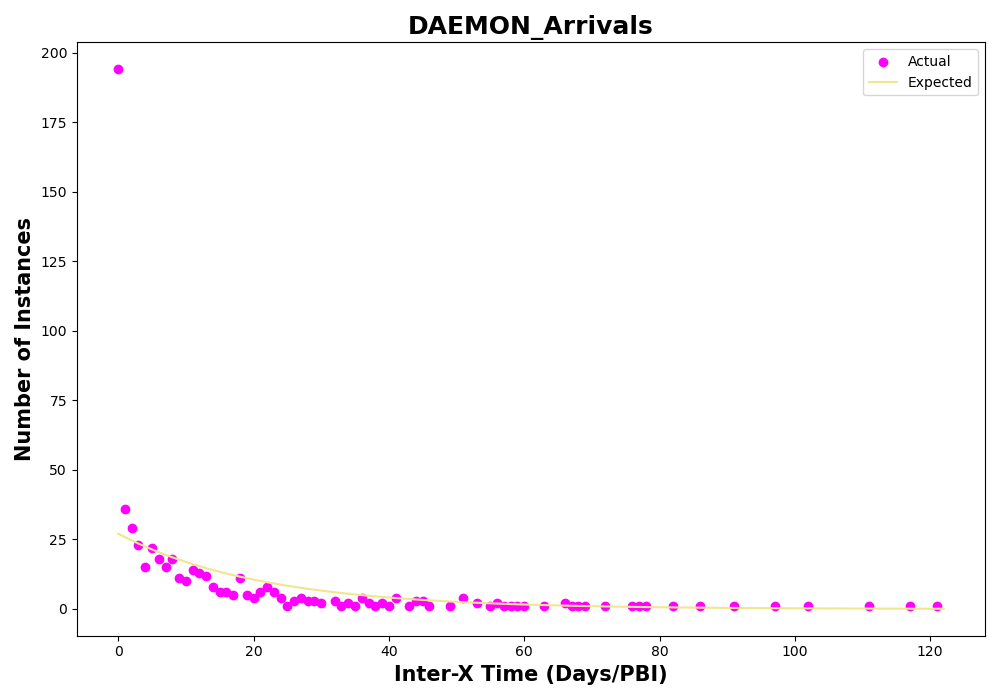 DAEMON_Arrivals
Actual
Expected
Number of Instances
200
175
150
125
100
75
50
25
0
0 20 40 60 80 100 120
Inter-X Time (Days/PBI)